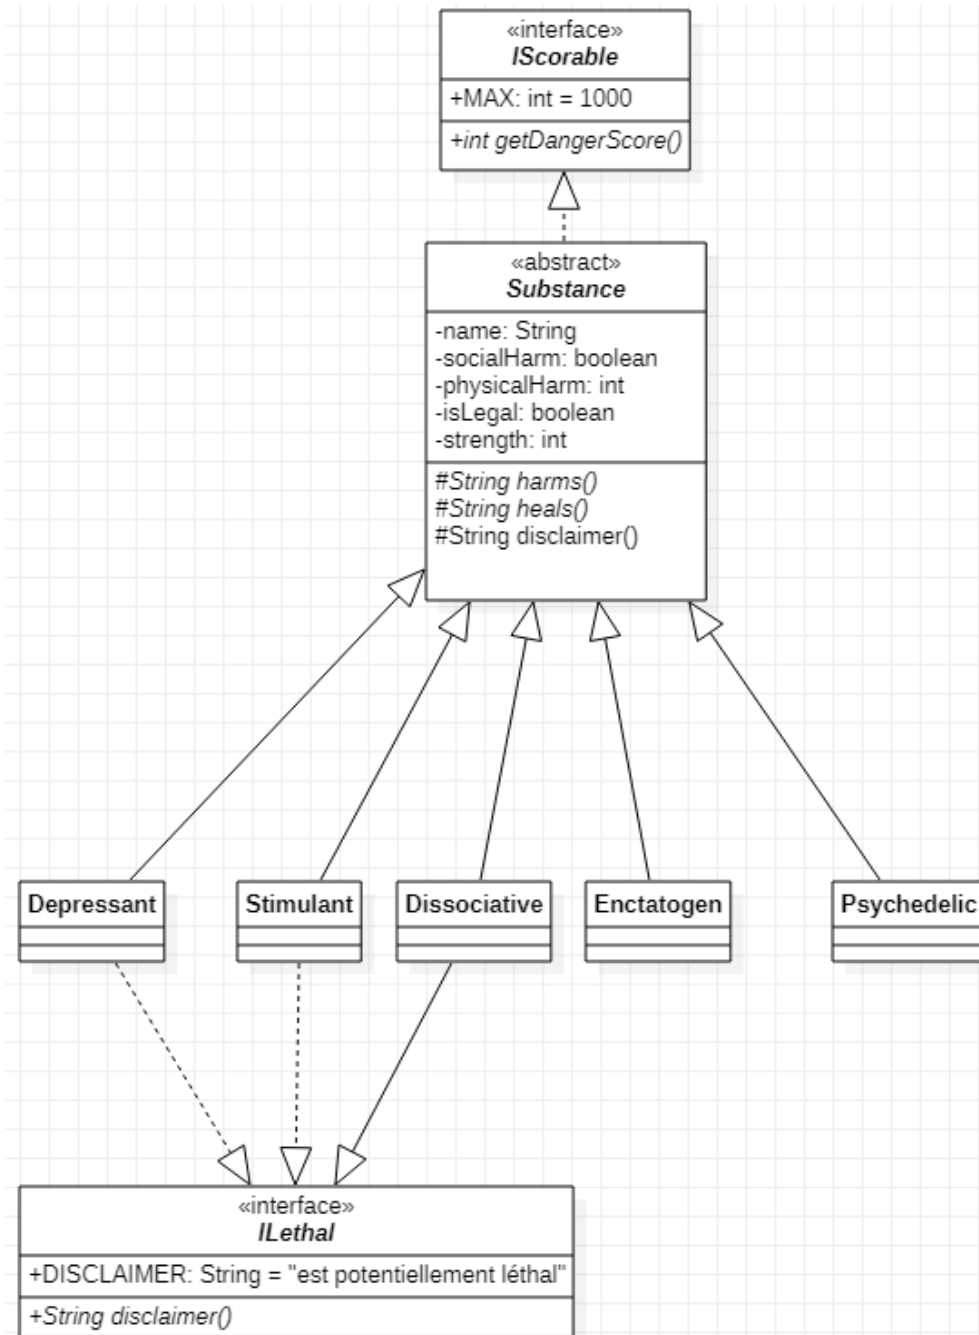 «interface»
IScorable
+MAX: int = 1000
+int getDangerScore()
«abstract»
Substance
-name: String
-socialHarm: boolean
-physicalHarm: int
-isLegal: boolean
-strength: int
#String harms()
#String heals()
#String disclaimer()
Depressant
Stimulant
Dissociative
Enctatogen
Psychedelic
«interface»
ILethal
+DISCLAIMER: String = "est potentiellement léthal"
+String disclaimer()